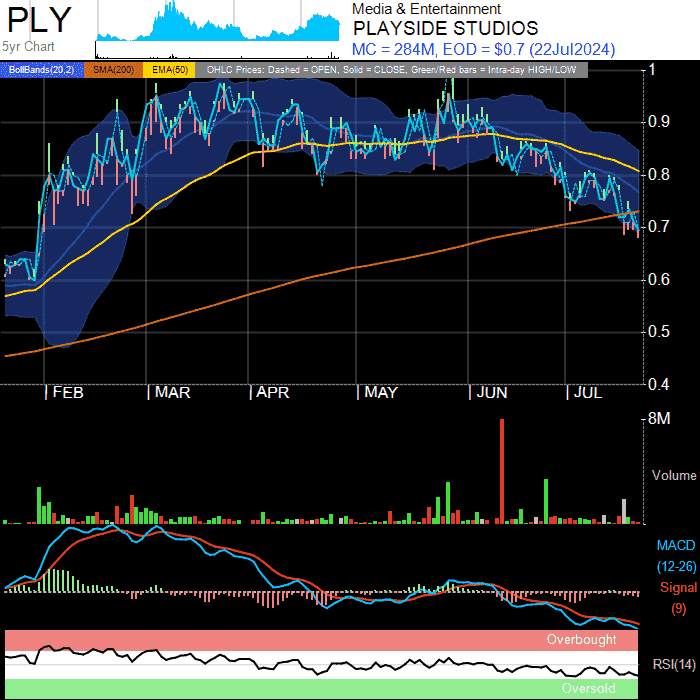 PLY
5yr Chart
Media & Entertainment
PLAYSIDE STUDIOS
MC = 284M, EOD = $0.7 (22Jul2024)
BollBands(20,2) SMA(200) EMA(50) OHLC Prices: Dashed = OPEN, Solid = CLOSE, Green/Red bars = Intra-day HIGH/LOW
1
0.9
0.8
0.7
0.6
0.5
0.4
FEB MAR APR MAY JUN JUL
8M
Volume
MACD
(12-26)
Signal
(9)
Overbought
RSI(14)
Oversold